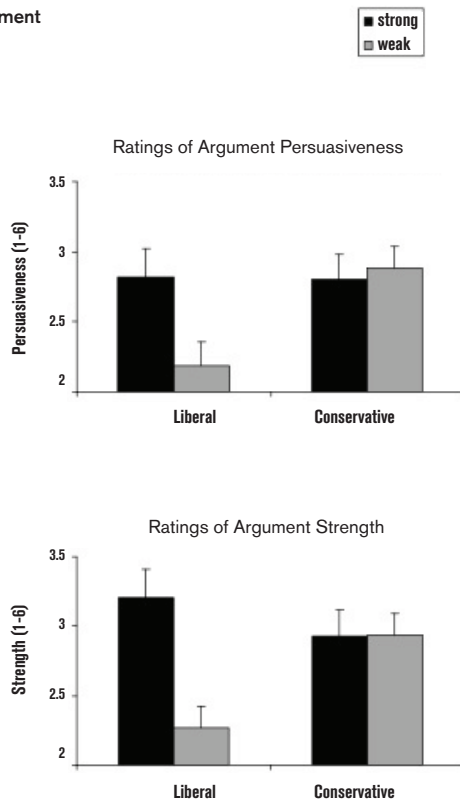 ment
strong
weak
Ratings of Argument Persuasiveness
3.5
3
2.5
2
Persuasiveness (1-6)
Liberal Conservative
Ratings of Argument Strength
3.5
3
2.5
2
Strength (1-6)
Liberal Conservative